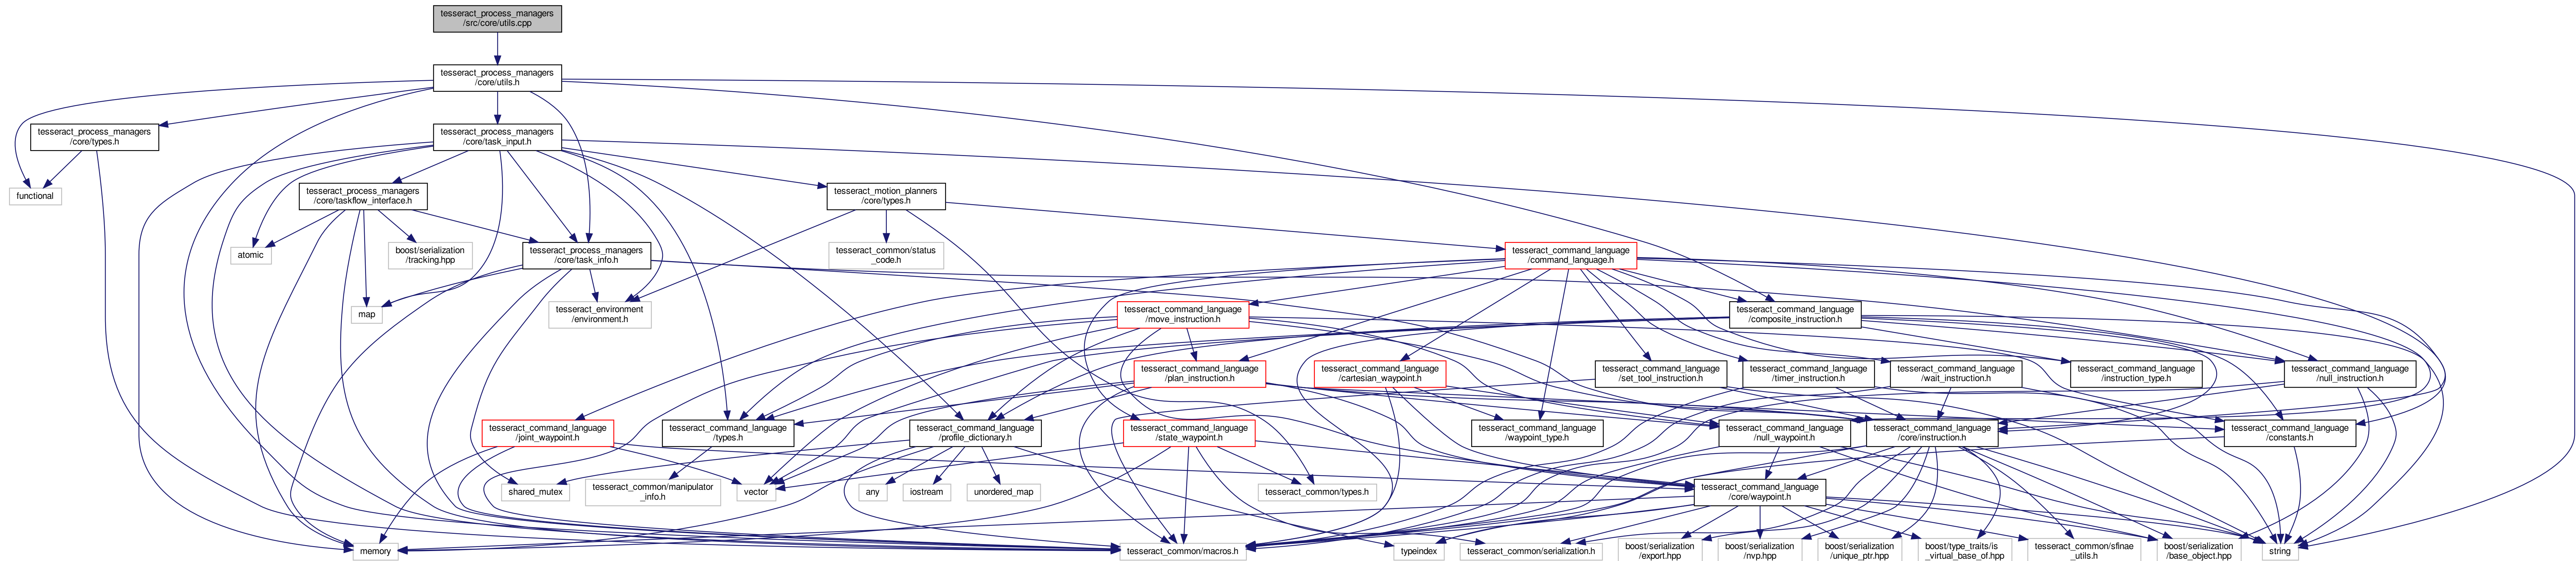 tesseract_process_managers
/src/core/utils.cpp
tesseract_process_managers
/core/utils.h
tesseract_process_managers
/core/types.h
tesseract_process_managers
/core/task_input.h
functional
tesseract_process_managers
/core/taskflow_interface.h
tesseract_motion_planners
/core/types.h
atomic
boost/serialization
/tracking.hpp
tesseract_process_managers
/core/task_info.h
tesseract_common/status
_code.h
tesseract_command_language
/command_language.h
map
tesseract_environment
/environment.h
tesseract_command_language
/move_instruction.h
tesseract_command_language
/composite_instruction.h
tesseract_command_language
/plan_instruction.h
tesseract_command_language
/cartesian_waypoint.h
tesseract_command_language
/set_tool_instruction.h
tesseract_command_language
/timer_instruction.h
tesseract_command_language
/wait_instruction.h
tesseract_command_language
/instruction_type.h
tesseract_command_language
/null_instruction.h
tesseract_command_language
/joint_waypoint.h
tesseract_command_language
/types.h
tesseract_command_language
/profile_dictionary.h
tesseract_command_language
/state_waypoint.h
tesseract_command_language
/waypoint_type.h
tesseract_command_language
/null_waypoint.h
tesseract_command_language
/core/instruction.h
tesseract_command_language
/constants.h
shared_mutex
tesseract_common/manipulator
_info.h
vector
any
iostream
unordered_map
tesseract_common/types.h
tesseract_command_language
/core/waypoint.h
memory
tesseract_common/macros.h
typeindex
tesseract_common/serialization.h
boost/serialization
/export.hpp
boost/serialization
/nvp.hpp
boost/serialization
/unique_ptr.hpp
boost/type_traits/is
_virtual_base_of.hpp
tesseract_common/sfinae
_utils.h
boost/serialization
/base_object.hpp
string